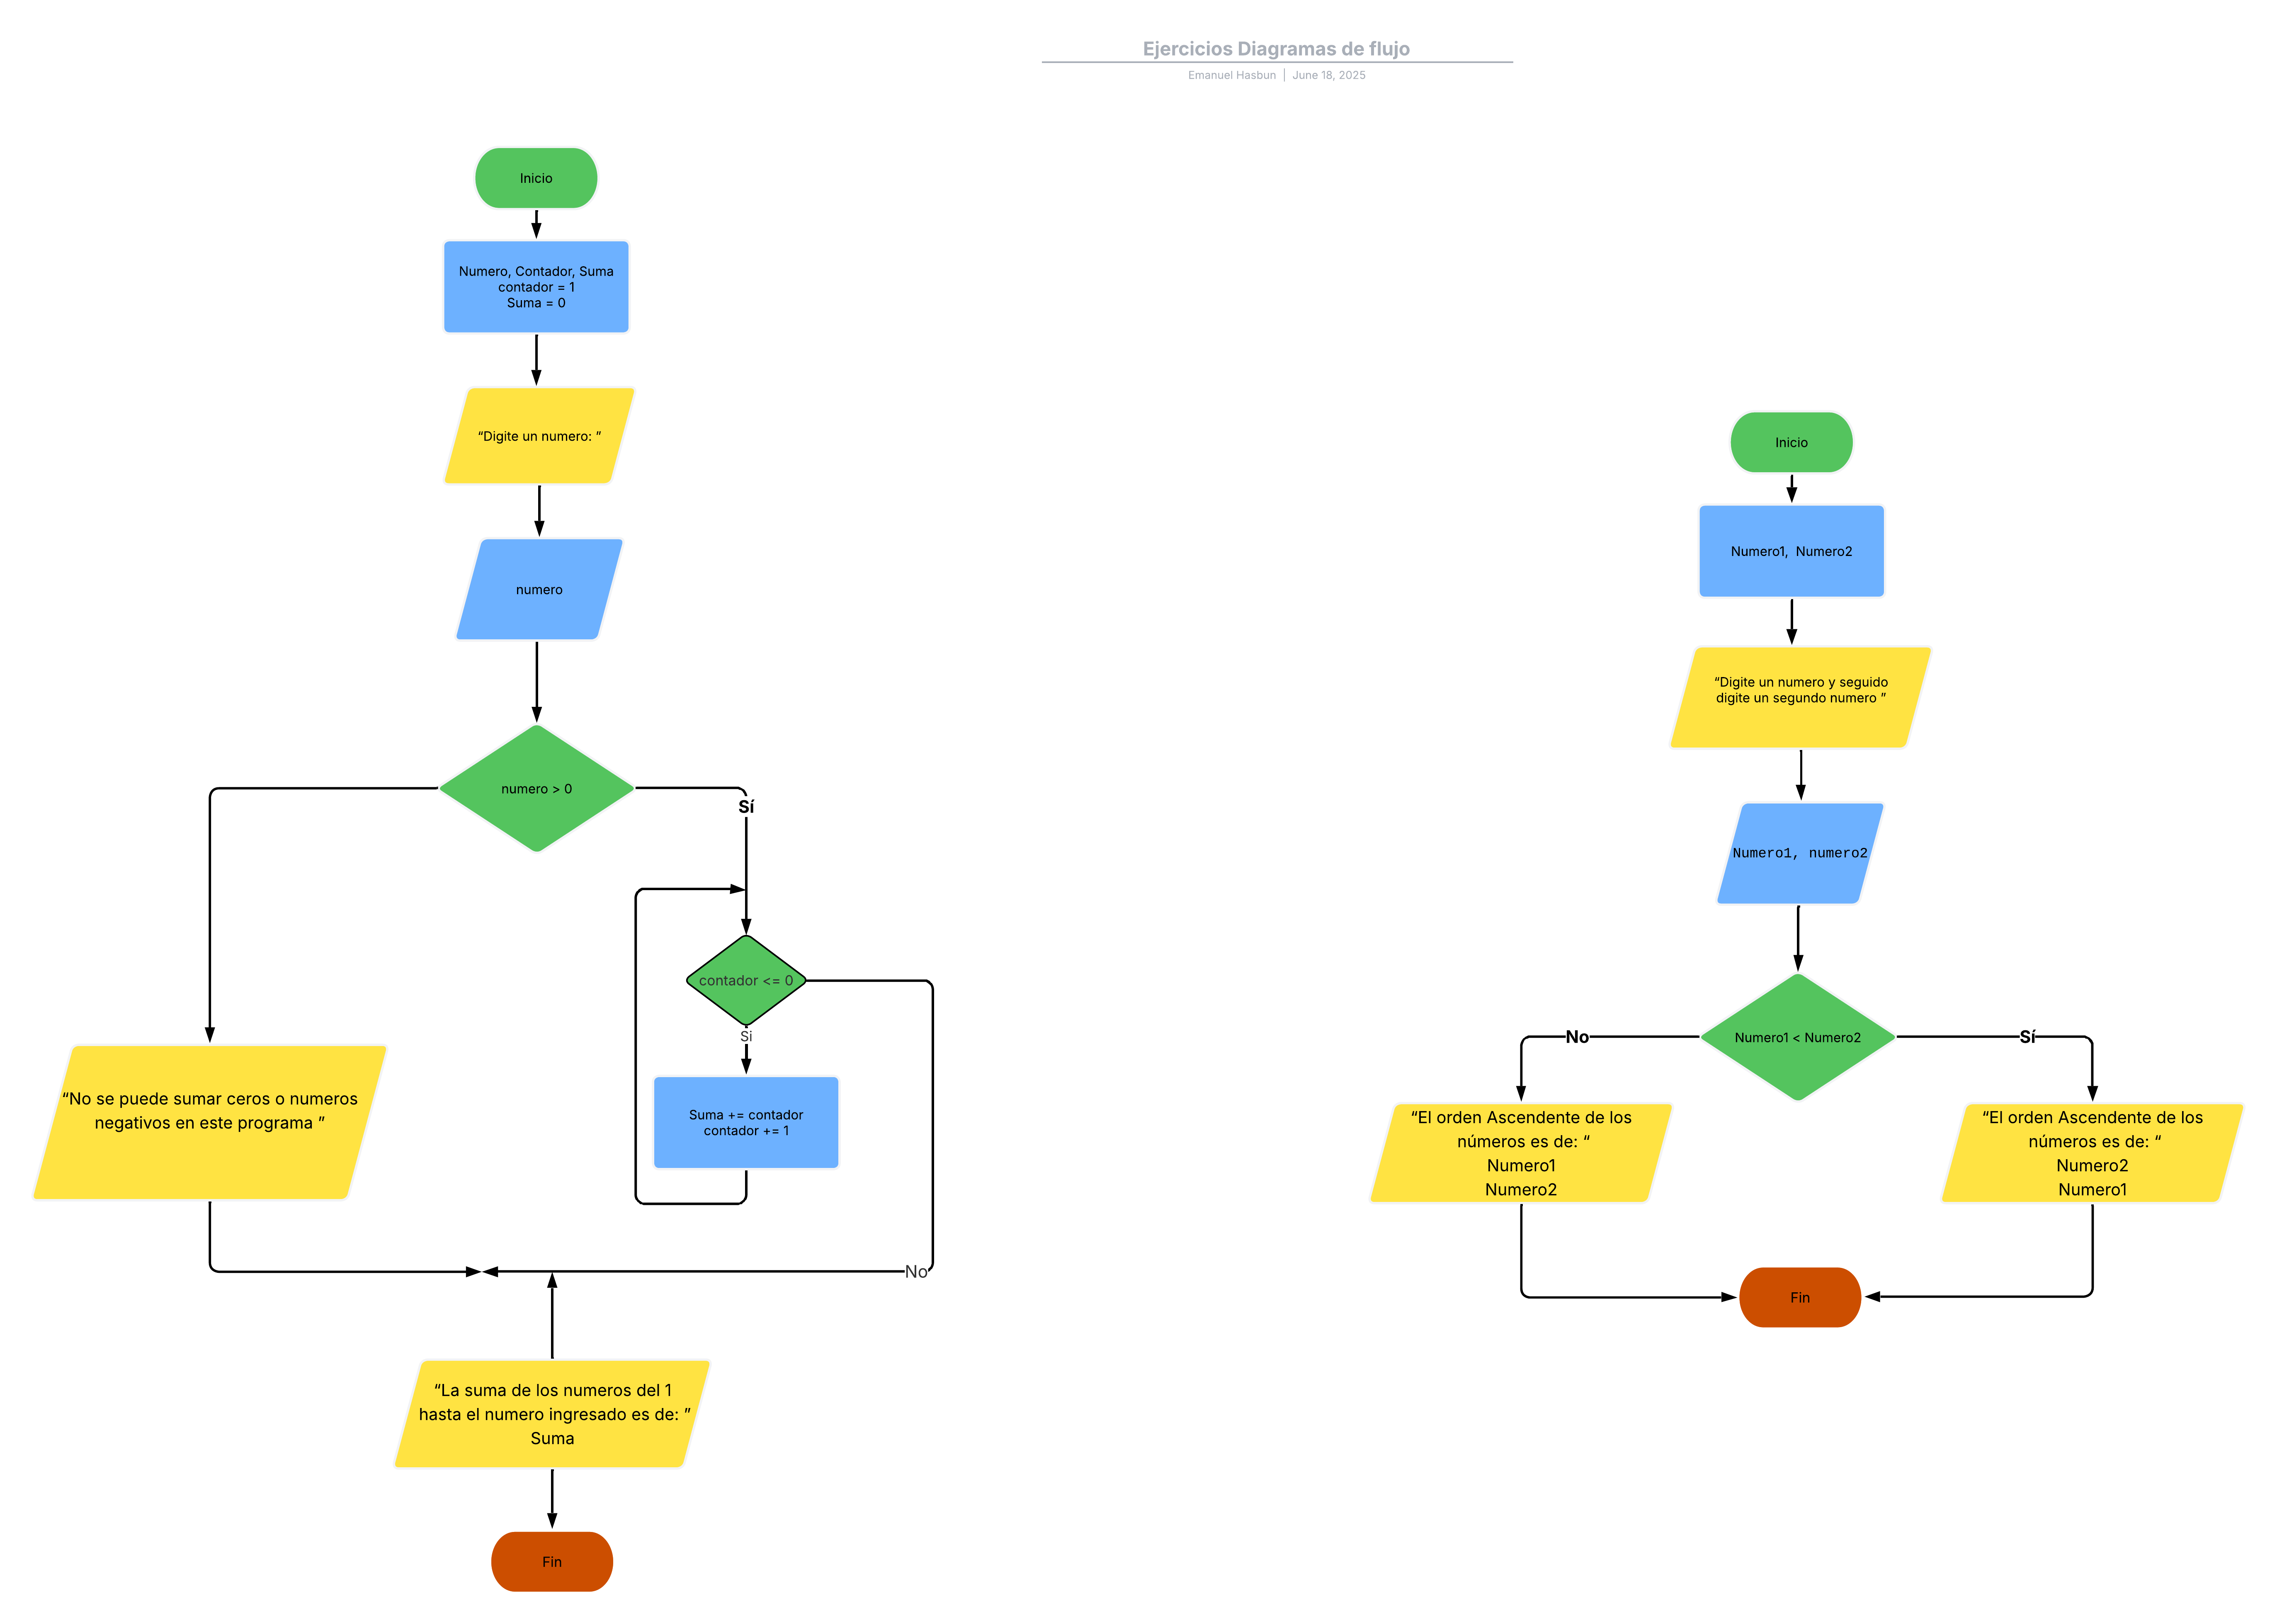 Ejercicios Diagramas de flujo
Emanuel Hasbun | June 18, 2025
Inicio
Numero, Contador, Suma
contador = 1
Suma = 0
“Digite un numero: ”
numero
numero > 0
Sí
contador <= 0
Si
Suma += contador
contador += 1
No
“No se puede sumar ceros o numeros
negativos en este programa ”
“La suma de los numeros del 1
hasta el numero ingresado es de: ”
Suma
Fin
Inicio
Numero1,  Numero2
“Digite un numero y seguido
digite un segundo numero ”
Numero1, numero2
Numero1 < Numero2
No
Sí
“El orden Ascendente de los
números es de: “
Numero1
Numero2
“El orden Ascendente de los
números es de: “
Numero2
Numero1
Fin